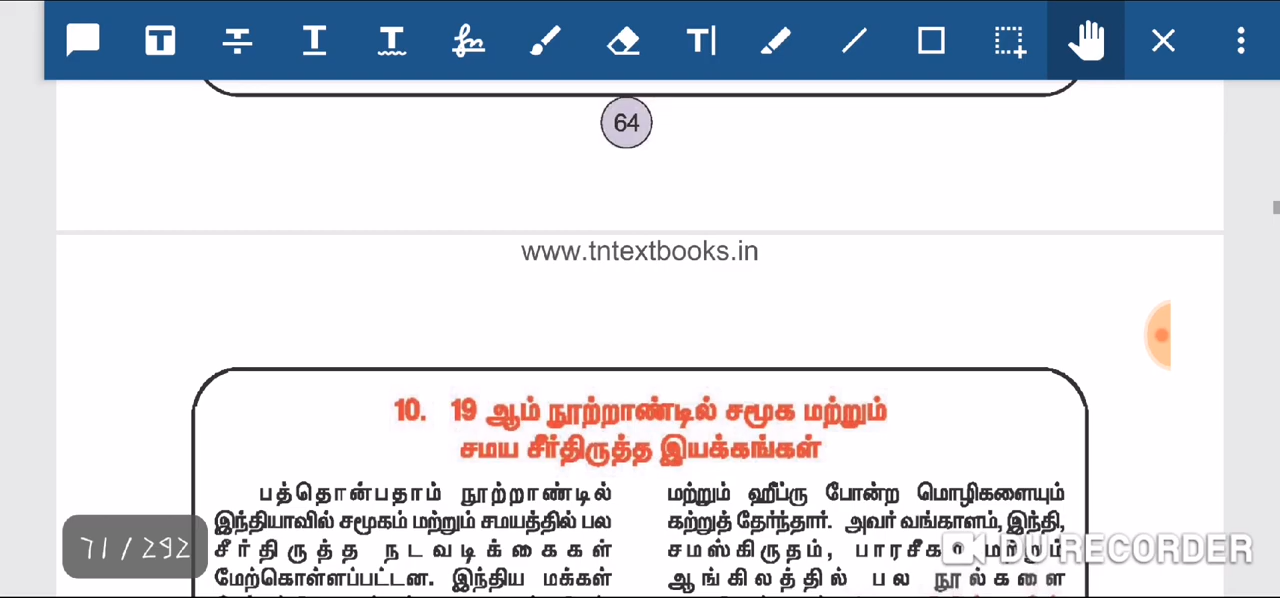 64
www.tntextbooks.in
10. 19 ஆம் நூற்றாண்டில் சமூக மற்றும்
சமய சீர்திருத்த இயக்கங்கள்
பத்தொன்பதாம் நூற்றாண்டில்
இந்தியாவில் சமூகம் மற்றும் சமயத்தில் பல
சீர்திருத்த நடவடிக்கைகள்
மேற்கொள்ளப்பட்டன. இந்திய மக்கள்
மற்றும் ஹீப்ரு போன்ற மொழிகளையும்
கற்றுத் தேர்ந்தார். அவர் வங்காளம், இந்தி,
சமஸ்கிருதம், பாரசீகம் மற்றும்
ஆங்கிலத்தில் பல நூல்களை
71 / 292
DU RECORDER